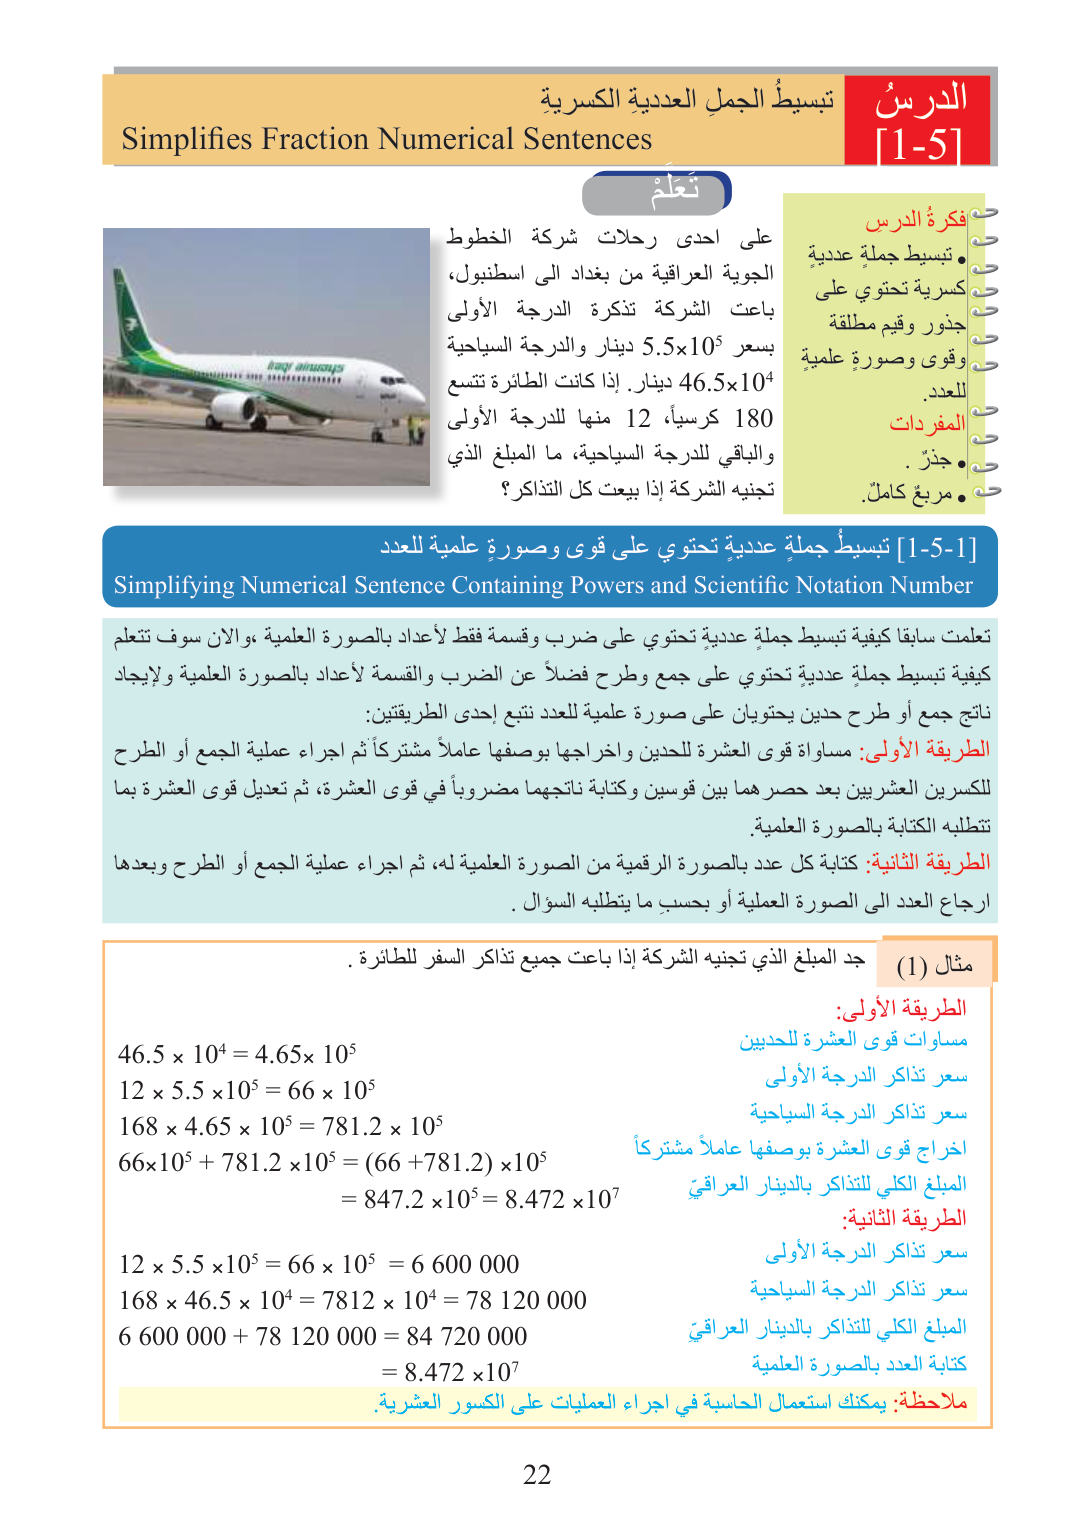 الدرسُ
[1-5]
تبسيطُ الجملِ العدديةِ الكسريةِ
Simplifies Fraction Numerical Sentences
تَعَلَّمْ
فكرةُ الدرسِ
• تبسيط جملةٍ عدديةٍ
كسرية تحتوي على
جذور وقيم مطلقة
وقوى وصورةٍ علميةٍ
للعدد.
المفردات
• جذرٌ .
• مربعٌ كاملٌ.
على احدى رحلات شركة الخطوط
الجوية العراقية من بغداد الى اسطنبول،
باعت الشركة تذكرة الدرجة الأولى
بسعر 5.5×10⁵ دينار والدرجة السياحية
46.5×10⁴ دينار. إذا كانت الطائرة تتسع
180 كرسياً، 12 منها للدرجة الأولى
والباقي للدرجة السياحية، ما المبلغ الذي
تجنيه الشركة إذا بيعت كل التذاكر؟
Iraqi airways
[1-5-1] تبسيطُ جملةٍ عدديةٍ تحتوي على قوى وصورةٍ علمية للعدد
Simplifying Numerical Sentence Containing Powers and Scientific Notation Number
تعلمت سابقا كيفية تبسيط جملةٍ عدديةٍ تحتوي على ضرب وقسمة فقط لأعداد بالصورة العلمية ،والان سوف تتعلم
كيفية تبسيط جملةٍ عدديةٍ تحتوي على جمع وطرح فضلاً عن الضرب والقسمة لأعداد بالصورة العلمية ولإيجاد
ناتج جمع أو طرح حدين يحتويان على صورة علمية للعدد نتبع إحدى الطريقتين:
الطريقة الأولى: مساواة قوى العشرة للحدين واخراجها بوصفها عاملاً مشتركاً ثم اجراء عملية الجمع أو الطرح
للكسرين العشريين بعد حصرهما بين قوسين وكتابة ناتجهما مضروباً في قوى العشرة، ثم تعديل قوى العشرة بما
تتطلبه الكتابة بالصورة العلمية.
الطريقة الثانية: كتابة كل عدد بالصورة الرقمية من الصورة العلمية له، ثم اجراء عملية الجمع أو الطرح وبعدها
ارجاع العدد الى الصورة العملية أو بحسبِ ما يتطلبه السؤال .
مثال (1) جد المبلغ الذي تجنيه الشركة إذا باعت جميع تذاكر السفر للطائرة .
الطريقة الأولى:
مساوات قوى العشرة للحديين 46.5 × 10⁴ = 4.65× 10⁵
سعر تذاكر الدرجة الأولى 12 × 5.5 ×10⁵ = 66 × 10⁵
سعر تذاكر الدرجة السياحية 168 × 4.65 × 10⁵ = 781.2 × 10⁵
اخراج قوى العشرة بوصفها عاملاً مشتركاً 66×10⁵ + 781.2 ×10⁵ = (66 +781.2) ×10⁵
المبلغ الكلي للتذاكر بالدينار العراقيّ = 847.2 ×10⁵ = 8.472 ×10⁷
الطريقة الثانية:
سعر تذاكر الدرجة الأولى 12 × 5.5 ×10⁵ = 66 × 10⁵ = 6 600 000
سعر تذاكر الدرجة السياحية 168 × 46.5 × 10⁴ = 7812 × 10⁴ = 78 120 000
المبلغ الكلي للتذاكر بالدينار العراقيّ 6 600 000 + 78 120 000 = 84 720 000
كتابة العدد بالصورة العلمية = 8.472 ×10⁷
ملاحظة: يمكنك استعمال الحاسبة في اجراء العمليات على الكسور العشرية.
22